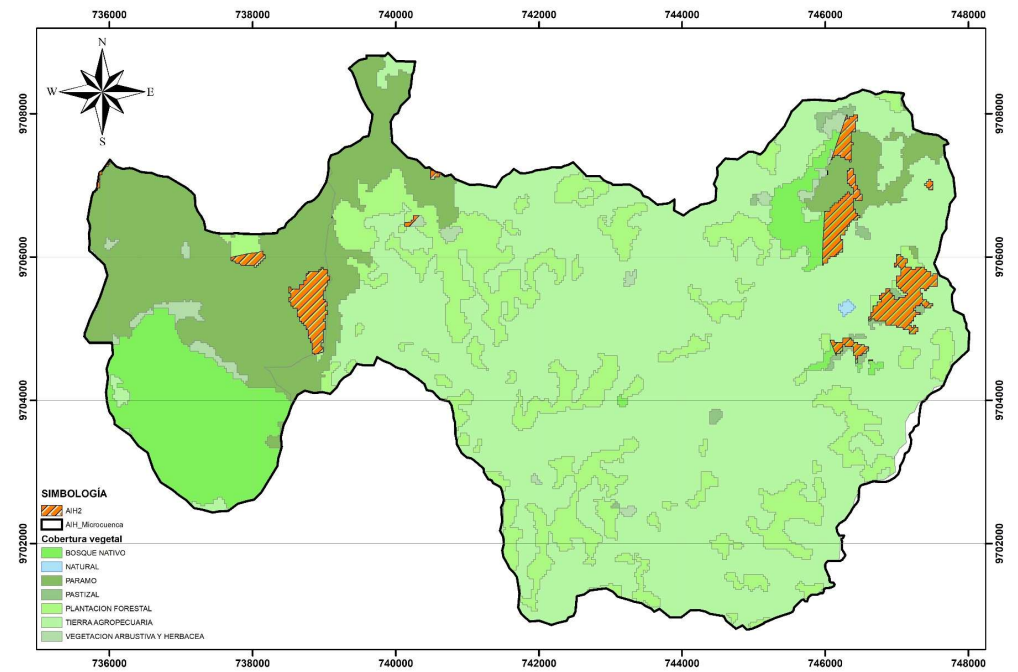 736000 738000 740000 742000 744000 746000 748000
N
W E
S
9708000 9708000
9706000 9706000
9704000 9704000
9702000 9702000
SIMBOLOGÍA
AIH2
AIH_Microcuenca
Cobertura vegetal
BOSQUE NATIVO
NATURAL
PARAMO
PASTIZAL
PLANTACION FORESTAL
TIERRA AGROPECUARIA
VEGETACION ARBUSTIVA Y HERBACEA
736000 738000 740000 742000 744000 746000 748000